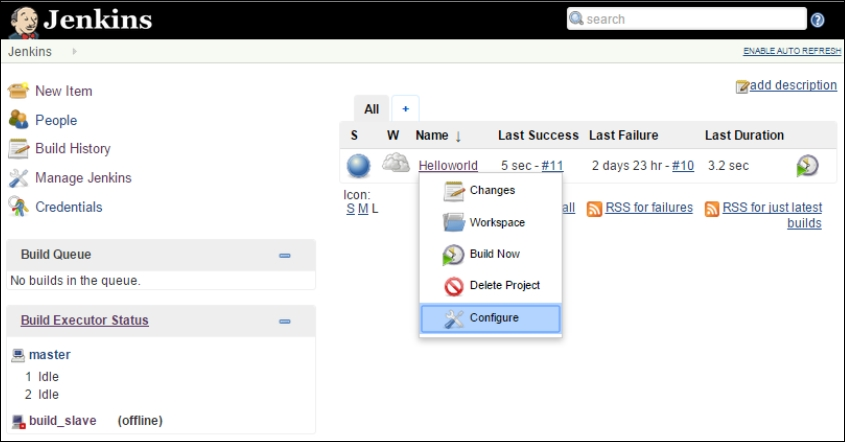 Jenkins
search
Jenkins
ENABLE AUTO REFRESH
New Item
People
Build History
Manage Jenkins
Credentials
Build Queue
No builds in the queue.
Build Executor Status
master
1 Idle
2 Idle
build_slave (offline)
add description
All +
S W Name ↓ Last Success Last Failure Last Duration
Helloworld 5 sec - #11 2 days 23 hr - #10 3.2 sec
Icon:
S M L
all RSS for failures RSS for just latest
builds
Changes
Workspace
Build Now
Delete Project
Configure